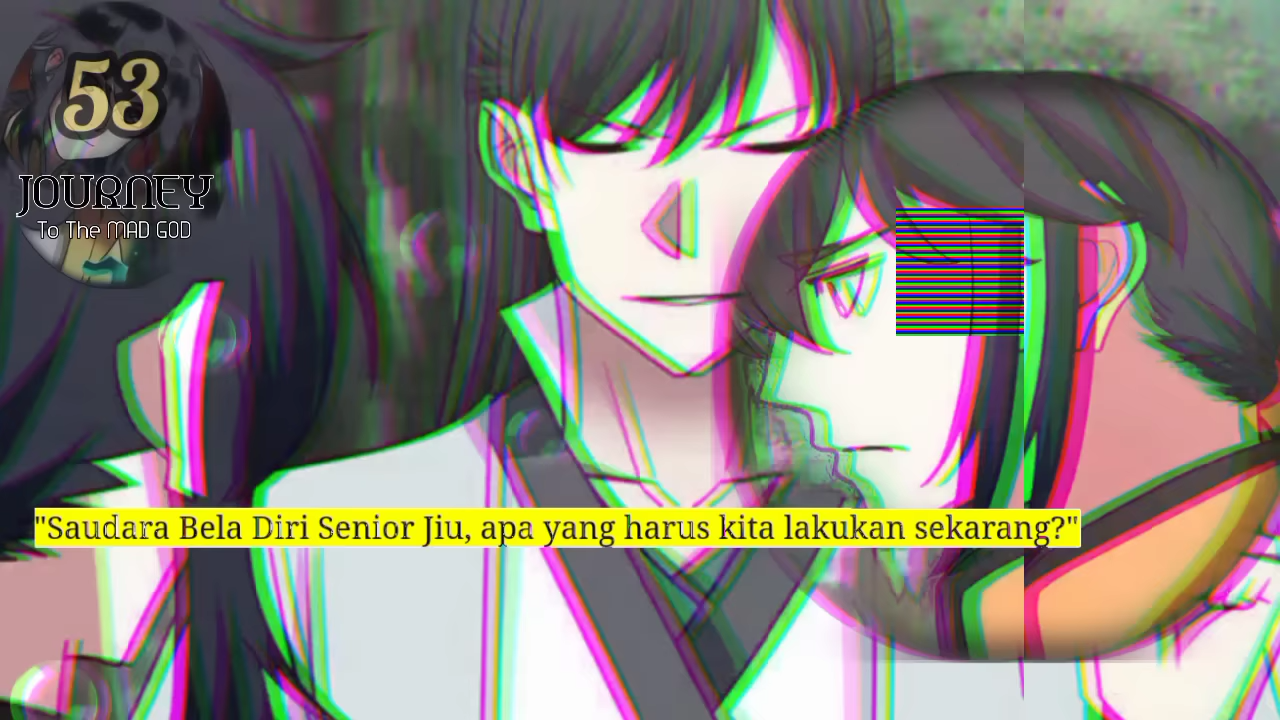 53
JOURNEY
To The MAD GOD
"Saudara Bela Diri Senior Jiu, apa yang harus kita lakukan sekarang?"